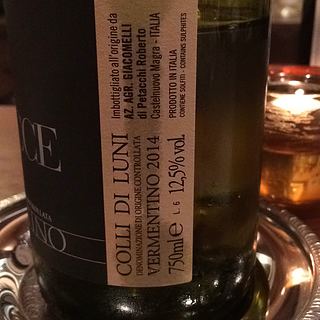 Imbottigliato all'origine da
AZ. AGR. GIACOMELLI
di Petacchi Roberto
Castelnuovo Magra - ITALIA
PRODOTTO IN ITALIA
CONTIENE SOLFITI - CONTAINS SULPHITES
COLLI DI LUNI
DENOMINAZIONE DI ORIGINE CONTROLLATA
VERMENTINO 2014
750ml e L. 6 12,5% vol.
CE
NO